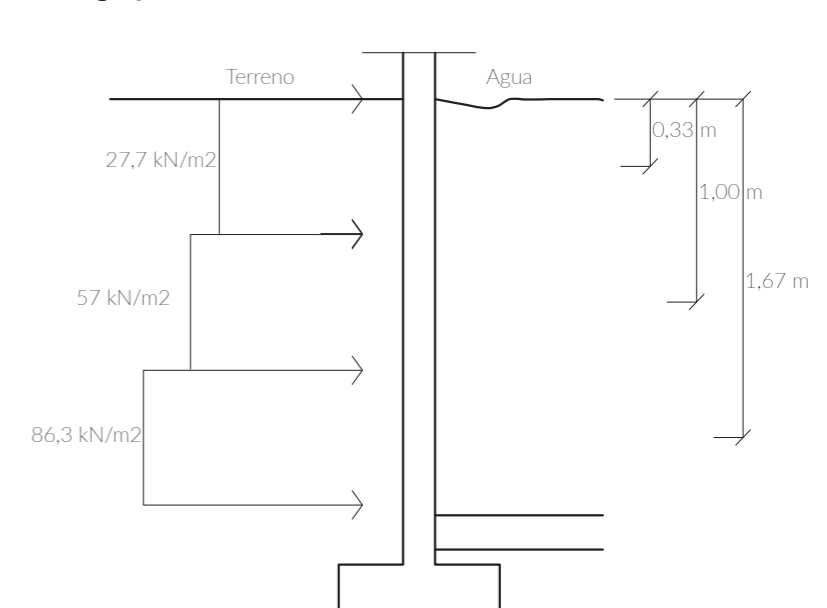 Terreno
Agua
0,33 m
27,7 kN/m2
1,00 m
1,67 m
57 kN/m2
86,3 kN/m2